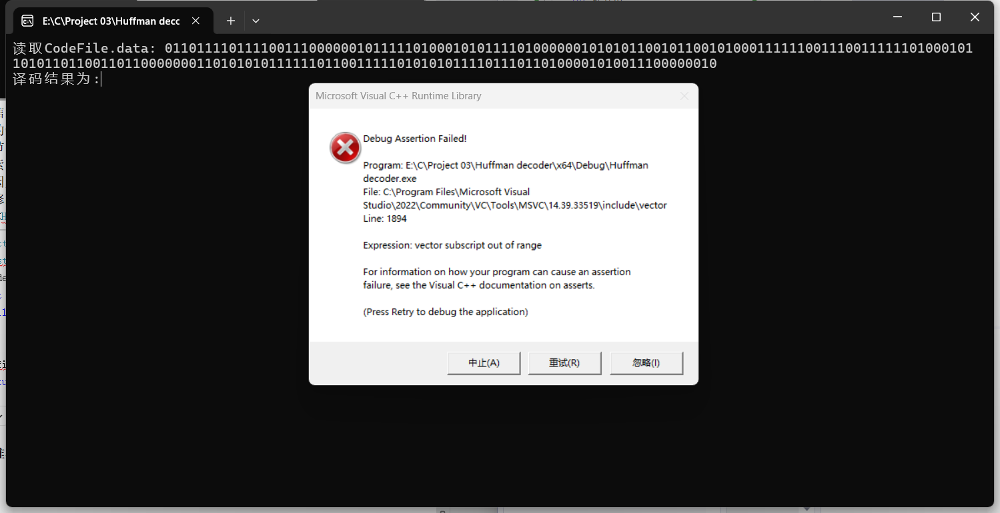 E:\C\Project 03\Huffman decc
读取CodeFile.data: 01101111011110011100000010111110100010101111010000001010101100101100101000111111001110011111101000101
1010110110011011000000011010101011111101100111110101010111101110110100001010011100000010
译码结果为:
Microsoft Visual C++ Runtime Library
Debug Assertion Failed!
Program: E:\C\Project 03\Huffman decoder\x64\Debug\Huffman
decoder.exe
File: C:\Program Files\Microsoft Visual
Studio\2022\Community\VC\Tools\MSVC\14.39.33519\include\vector
Line: 1894
Expression: vector subscript out of range
For information on how your program can cause an assertion
failure, see the Visual C++ documentation on asserts.
(Press Retry to debug the application)
中止(A)
重试(R)
忽略(I)